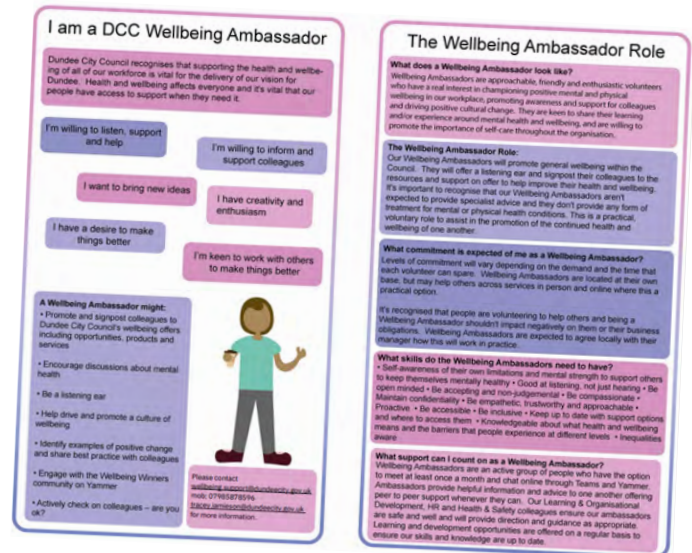 I am a DCC Wellbeing Ambassador
Dundee City Council recognises that supporting the health and wellbe-
ing of all of our workforce is vital for the delivery of our vision for
Dundee. Health and wellbeing affects everyone and it's vital that our
people have access to support when they need it.
I'm willing to listen, support
and help
I'm willing to inform and
support colleagues
I want to bring new ideas
I have creativity and
enthusiasm
I have a desire to make
things better
I'm keen to work with others
to make things better
A Wellbeing Ambassador might:
• Promote and signpost colleagues to
Dundee City Council's wellbeing offers
including opportunities, products and
services
• Encourage discussions about mental
health
• Be a listening ear
• Help drive and promote a culture of
wellbeing
• Identify examples of positive change
and share best practice with colleagues
• Engage with the Wellbeing Winners
community on Yammer
• Actively check on colleagues – are you
ok?
Please contact
wellbeing.support@dundeecity.gov.uk
mob: 07985878596
tracey.jamieson@dundeecity.gov.uk
for more information.
The Wellbeing Ambassador Role
What does a Wellbeing Ambassador look like?
Wellbeing Ambassadors are approachable, friendly and enthusiastic volunteers
who have a real interest in championing positive mental and physical
wellbeing in our workplace, promoting awareness and support for colleagues
and driving positive cultural change. They are keen to share their learning
and/or experience around mental health and wellbeing, and are willing to
promote the importance of self-care throughout the organisation.
The Wellbeing Ambassador Role:
Our Wellbeing Ambassadors will promote general wellbeing within the
Council. They will offer a listening ear and signpost their colleagues to the
resources and support on offer to help improve their health and wellbeing.
It's important to recognise that our Wellbeing Ambassadors aren't
expected to provide specialist advice and they don't provide any form of
treatment for mental or physical health conditions. This is a practical,
voluntary role to assist in the promotion of the continued health and
wellbeing of one another.
What commitment is expected of me as a Wellbeing Ambassador?
Levels of commitment will vary depending on the demand and the time that
each volunteer can spare. Wellbeing Ambassadors are located at their own
base, but may help others across services in person and online where this a
practical option.
It's recognised that people are volunteering to help others and being a
Wellbeing Ambassador shouldn't impact negatively on them or their business
obligations. Wellbeing Ambassadors are expected to agree locally with their
manager how this will work in practice.
What skills do the Wellbeing Ambassadors need to have?
• Self-awareness of their own limitations and mental strength to support others
to keep themselves mentally healthy • Good at listening, not just hearing • Be
open minded • Be accepting and non-judgemental • Be compassionate •
Maintain confidentiality • Be empathetic, trustworthy and approachable •
Proactive • Be accessible • Be inclusive • Keep up to date with support options
and where to access them • Knowledgeable about what health and wellbeing
means and the barriers that people experience at different levels • Inequalities
aware
What support can I count on as a Wellbeing Ambassador?
Wellbeing Ambassadors are an active group of people who have the option
to meet at least once a month and chat online through Teams and Yammer.
Ambassadors provide helpful information and advice to one another offering
peer to peer support wherever they can. Our Learning & Organisational
Development, HR and Health & Safety colleagues ensure our ambassadors
are safe and well and will provide direction and guidance as appropriate.
Learning and development opportunities are offered on a regular basis to
ensure our skills and knowledge are up to date.